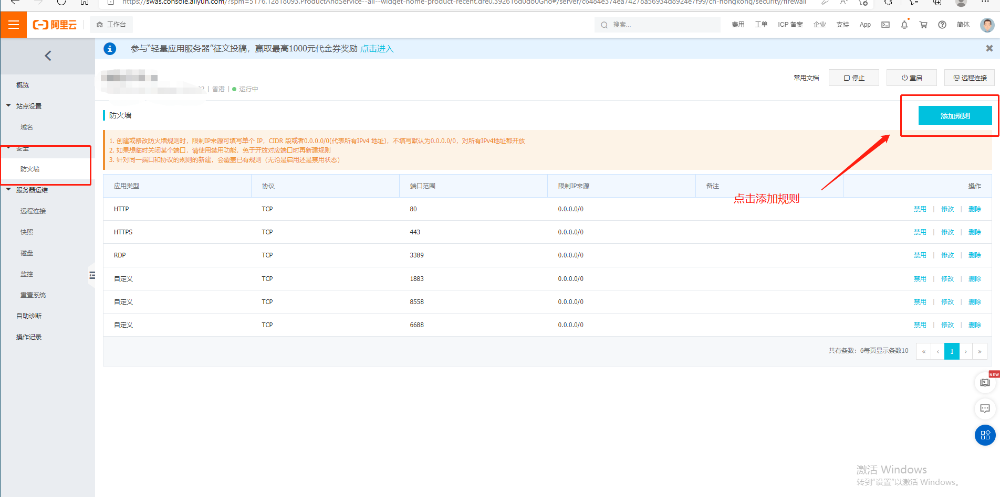 https://swas.console.aliyun.com/?spm=5176.12818093.ProductAndService--ali--widget-home-product-recent.dre0.392616d0do0Gno#/server/c6484e374ea74278a56934d8924e7f99/cn-hongkong/security/firewall
阿里云
工作台
搜索...
费用
工单
ICP 备案
企业
支持
App
简体
参与“轻量应用服务器”征文投稿，赢取最高1000元代金券奖励 点击进入
概览
站点设置
域名
安全
防火墙
服务器运维
远程连接
快照
磁盘
监控
重置系统
自助诊断
操作记录
| 香港 | 运行中
常用文档
停止
重启
远程连接
防火墙
添加规则
1. 创建或修改防火墙规则时，限制IP来源可填写单个 IP，CIDR 段或者0.0.0.0/0(代表所有IPv4 地址)，不填写默认为0.0.0.0/0，对所有IPv4地址都开放
2. 如果想临时关闭某个端口，请使用禁用功能，免于开放对应端口时再新建规则
3. 针对同一端口和协议的规则的新建，会覆盖已有规则（无论是启用还是禁用状态）
应用类型 协议 端口范围 限制IP来源 备注 操作
点击添加规则
HTTP TCP 80 0.0.0.0/0 禁用 | 修改 | 删除
HTTPS TCP 443 0.0.0.0/0 禁用 | 修改 | 删除
RDP TCP 3389 0.0.0.0/0 禁用 | 修改 | 删除
自定义 TCP 1883 0.0.0.0/0 禁用 | 修改 | 删除
自定义 TCP 8558 0.0.0.0/0 禁用 | 修改 | 删除
自定义 TCP 6688 0.0.0.0/0 禁用 | 修改 | 删除
共有条数：6每页显示条数10 « ‹ 1 › »
NEW
激活 Windows
转到“设置”以激活 Windows。